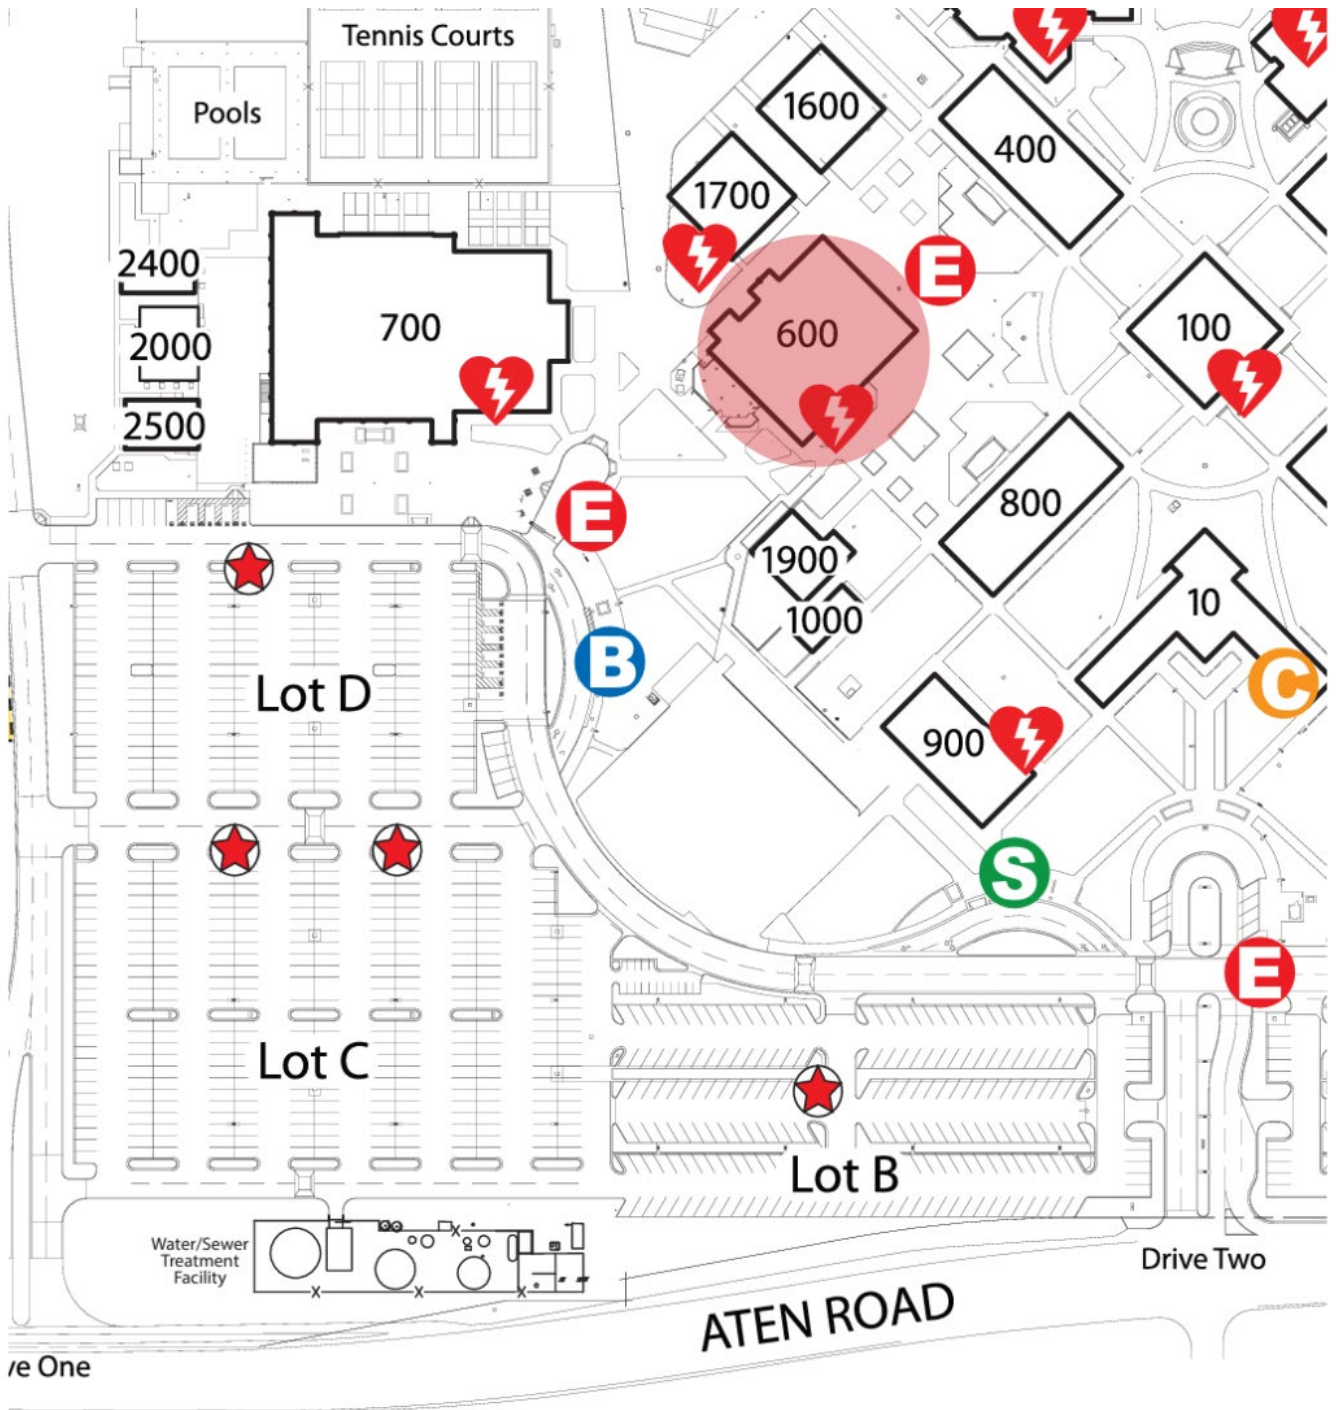 Tennis Courts
Pools
1600
400
1700
2400
E
2000
700
600
100
2500
E
800
1900
1000
10
B
C
Lot D
900
S
E
Lot C
Lot B
Water/Sewer
Treatment
Facility
Drive Two
ATEN ROAD
ve One